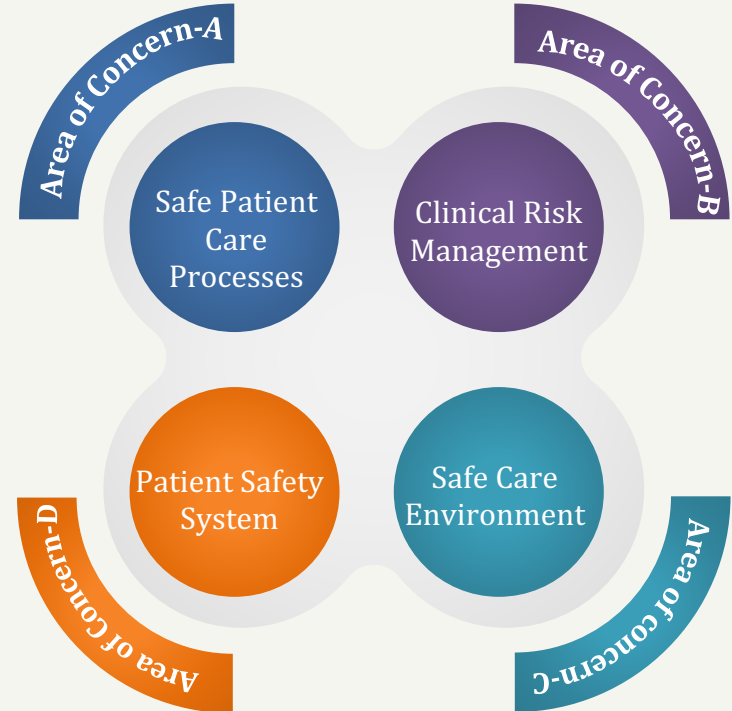 Area of Concern-A
Area of Concern-B
Safe Patient
Care
Processes
Clinical Risk
Management
Patient Safety
System
Safe Care
Environment
Area of Concern-D
Area of concern-C